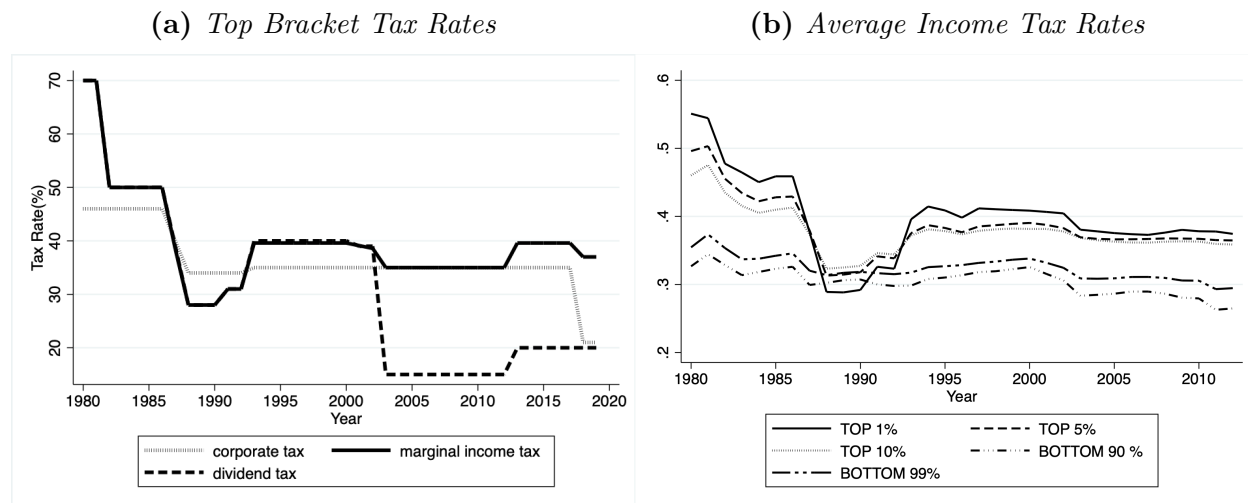 (a) Top Bracket Tax Rates
70
60
50
40
30
20
Tax Rate(%)
1980 1985 1990 1995 2000 2005 2010 2015 2020
Year
corporate tax marginal income tax
dividend tax
(b) Average Income Tax Rates
.6
.5
.4
.3
.2
1980 1985 1990 1995 2000 2005 2010
Year
TOP 1% TOP 5%
TOP 10% BOTTOM 90 %
BOTTOM 99%